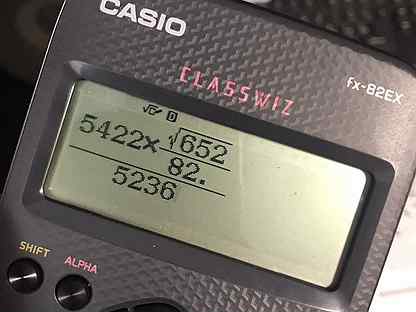 CASIO
CLASSWIZ
fx-82EX
√▱ D
5422×√652
82.
5236
SHIFT
ALPHA